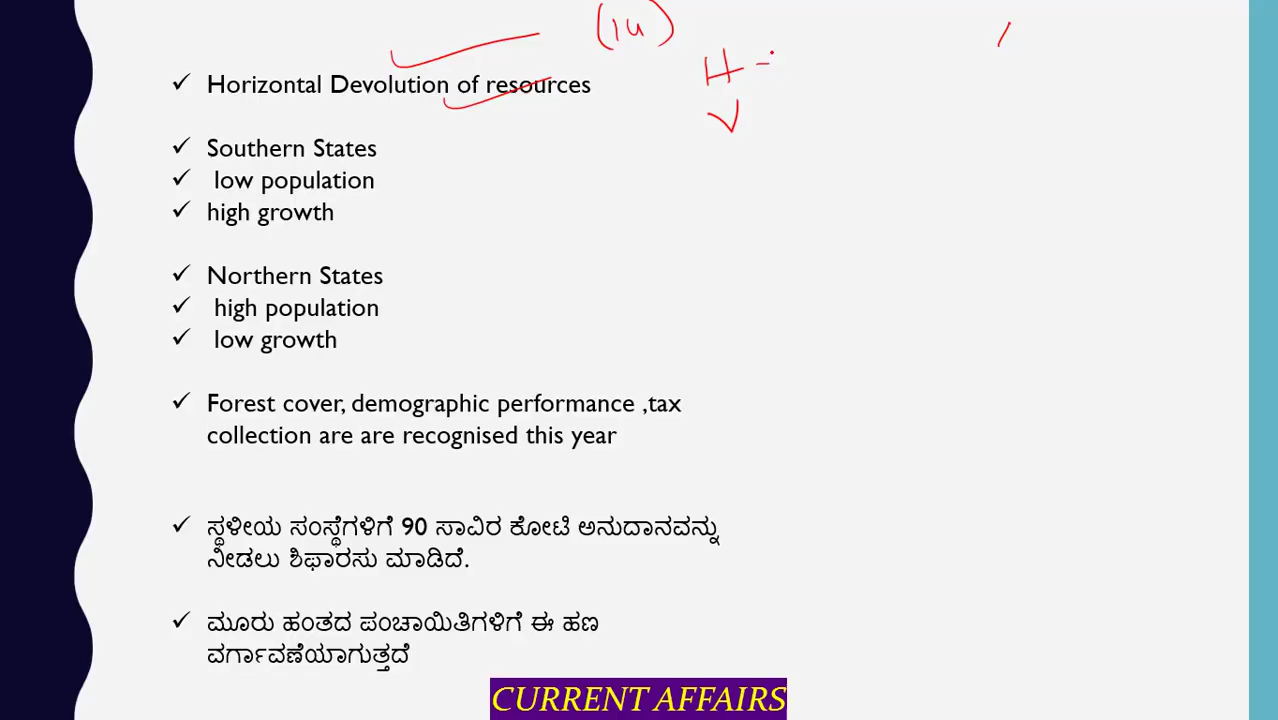 (14)
H -
✓ Horizontal Devolution of resources
V
✓ Southern States
✓ low population
✓ high growth
✓ Northern States
✓ high population
✓ low growth
✓ Forest cover, demographic performance ,tax
collection are are recognised this year
✓ ಸ್ಥಳೀಯ ಸಂಸ್ಥೆಗಳಿಗೆ 90 ಸಾವಿರ ಕೋಟಿ ಅನುದಾನವನ್ನು
ನೀಡಲು ಶಿಫಾರಸು ಮಾಡಿದೆ.
✓ ಮೂರು ಹಂತದ ಪಂಚಾಯಿತಿಗಳಿಗೆ ಈ ಹಣ
ವರ್ಗಾವಣೆಯಾಗುತ್ತದೆ
CURRENT AFFAIRS